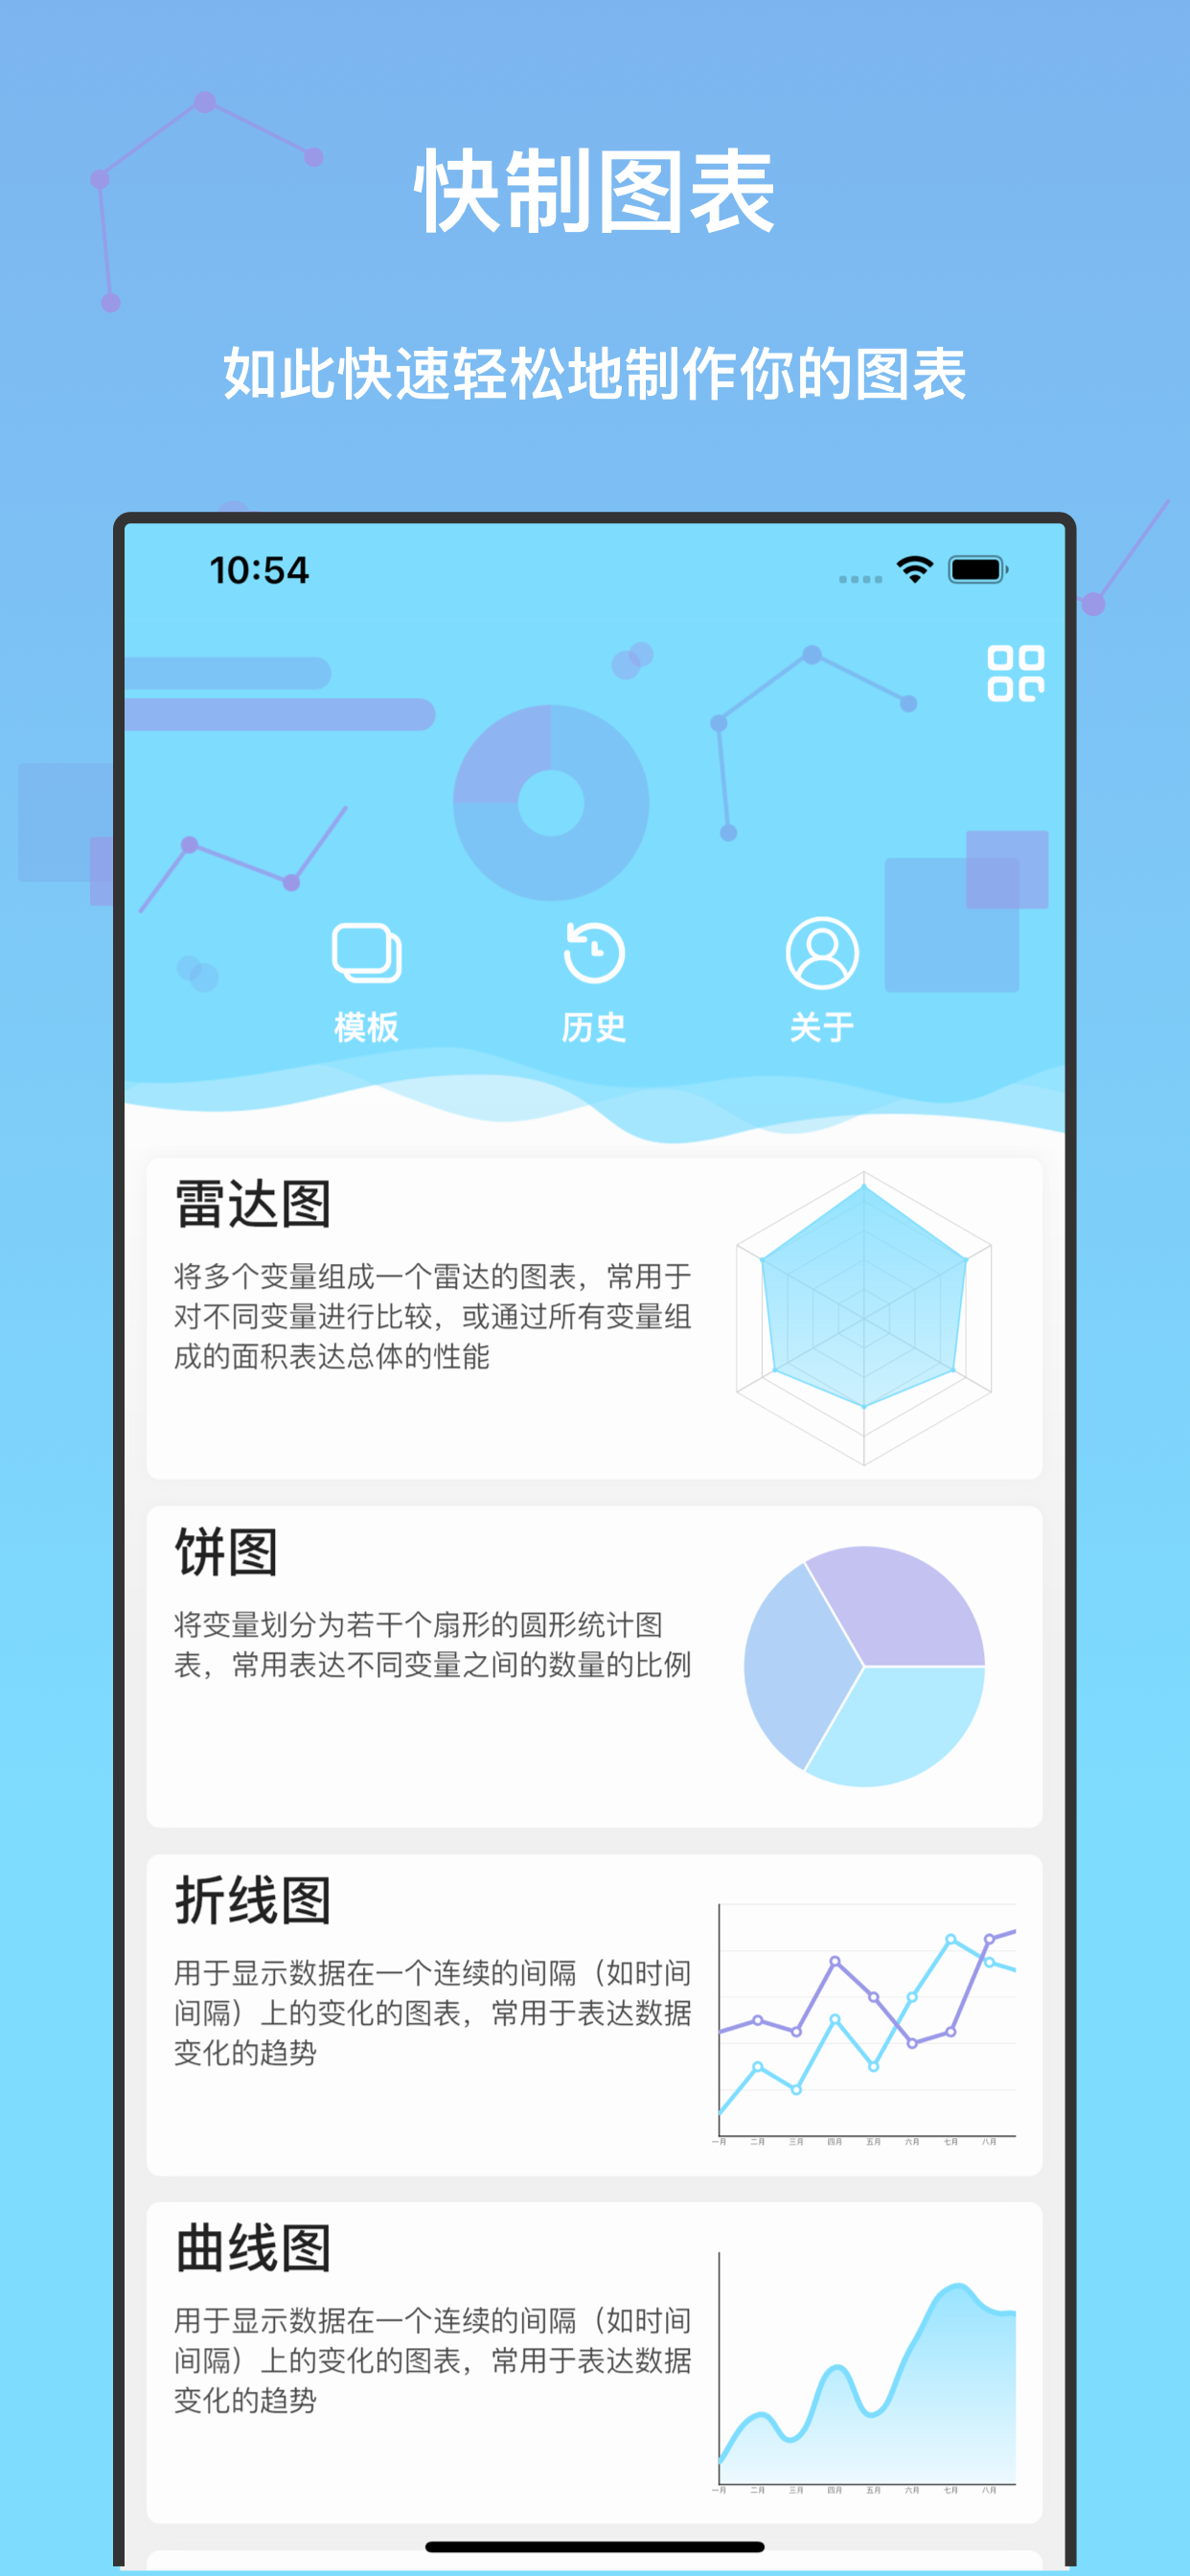 快制图表
如此快速轻松地制作你的图表
10:54
模板 历史 关于
雷达图
将多个变量组成一个雷达的图表，常用于
对不同变量进行比较，或通过所有变量组
成的面积表达总体的性能
饼图
将变量划分为若干个扇形的圆形统计图
表，常用表达不同变量之间的数量的比例
折线图
用于显示数据在一个连续的间隔（如时间
间隔）上的变化的图表，常用于表达数据
变化的趋势
一月 二月 三月 四月 五月 六月 七月 八月
曲线图
用于显示数据在一个连续的间隔（如时间
间隔）上的变化的图表，常用于表达数据
变化的趋势
一月 二月 三月 四月 五月 六月 七月 八月